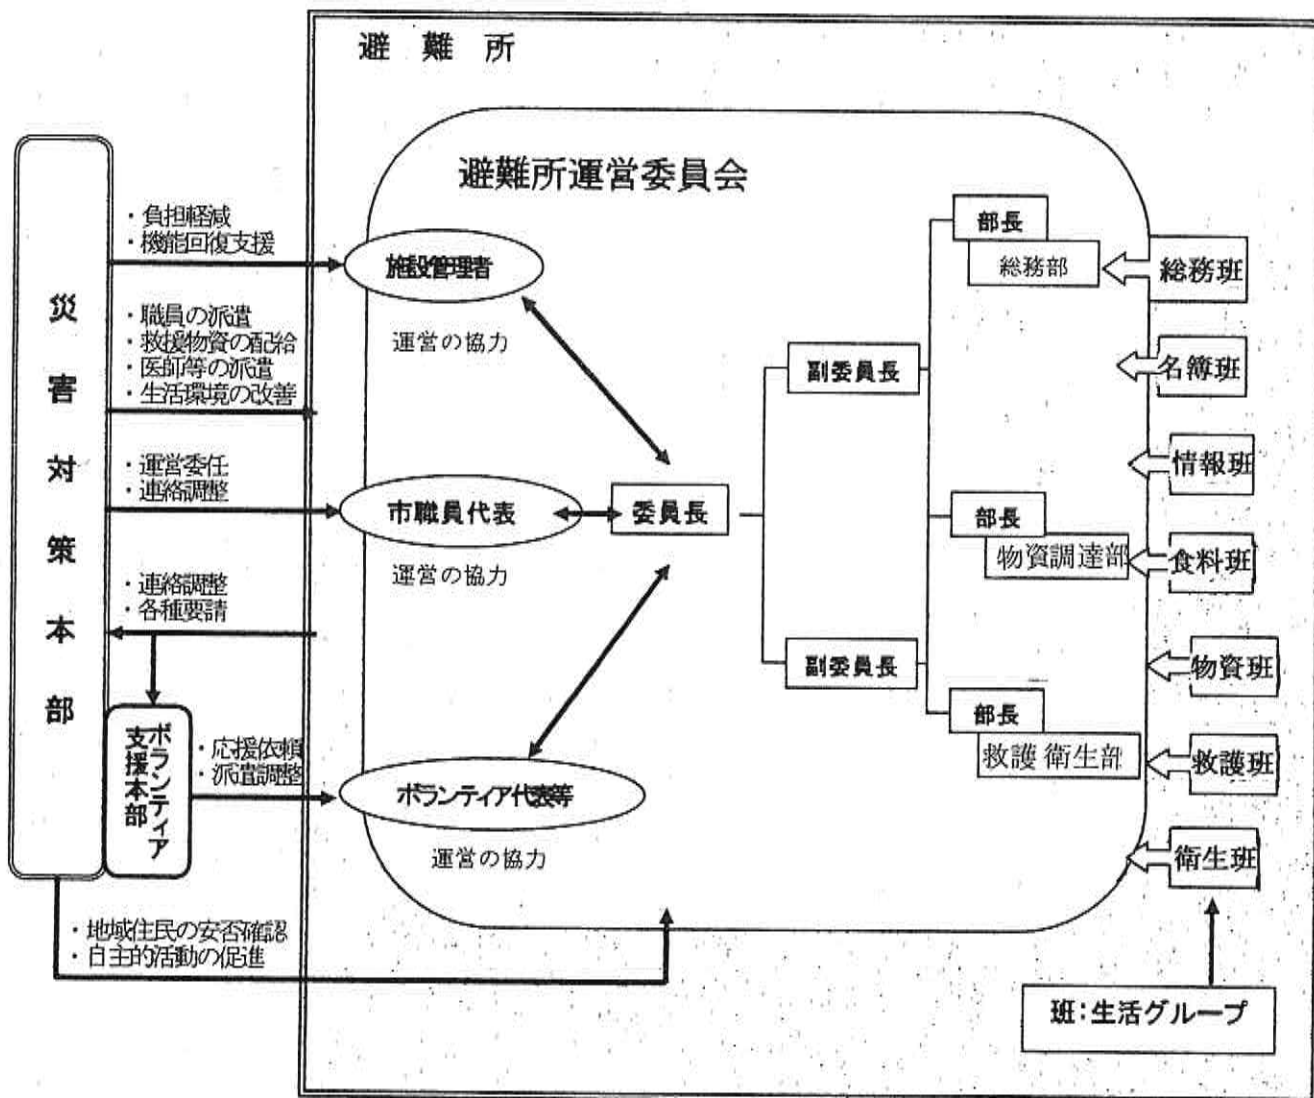 避難所
避難所運営委員会
災害対策本部
・負担軽減
・機能回復支援
・職員の派遣
・救援物資の配給
・医師等の派遣
・生活環境の改善
・運営委任
・連絡調整
・連絡調整
・各種要請
ボランティア
支援本部
・応援依頼
・派遣調整
・地域住民の安否確認
・自主的活動の促進
施設管理者
運営の協力
市職員代表
運営の協力
ボランティア代表等
運営の協力
委員長
副委員長
副委員長
部長
総務部
部長
物資調達部
部長
救護衛生部
総務班
名簿班
情報班
食料班
物資班
救護班
衛生班
班：生活グループ